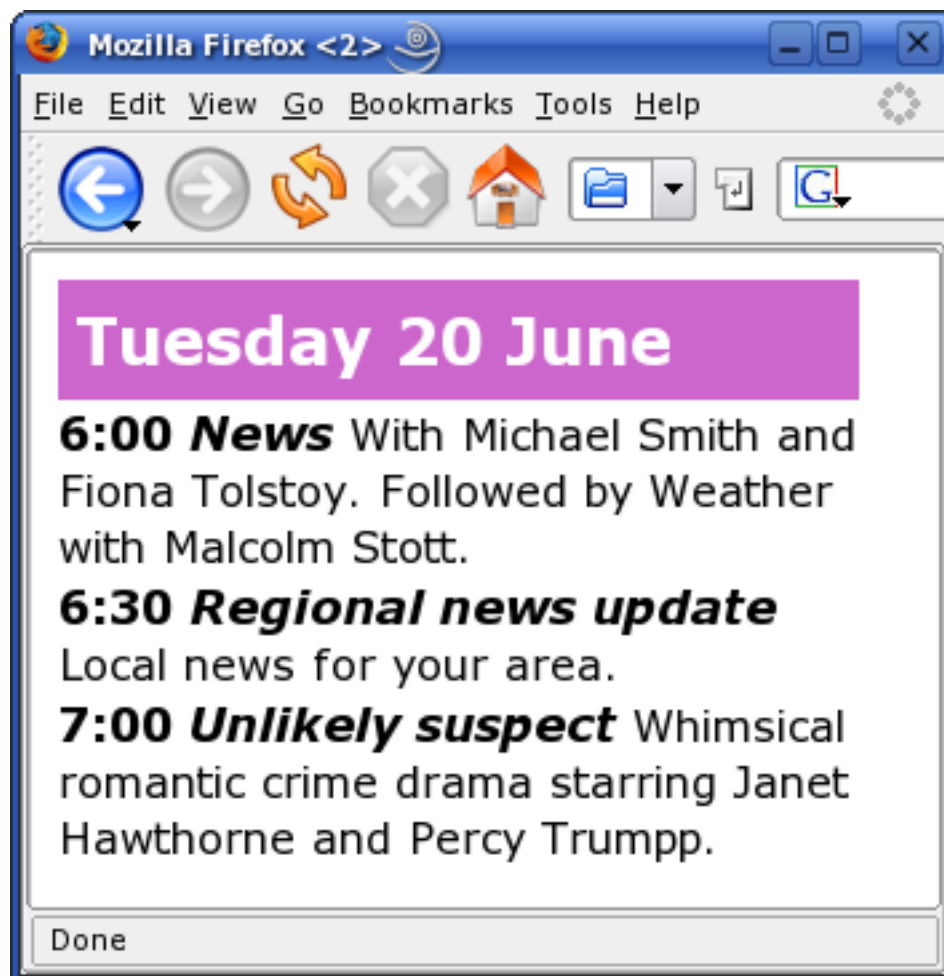 Mozilla Firefox <2>
File Edit View Go Bookmarks Tools Help
G
Tuesday 20 June
6:00 News With Michael Smith and
Fiona Tolstoy. Followed by Weather
with Malcolm Stott.
6:30 Regional news update
Local news for your area.
7:00 Unlikely suspect Whimsical
romantic crime drama starring Janet
Hawthorne and Percy Trumpp.
Done